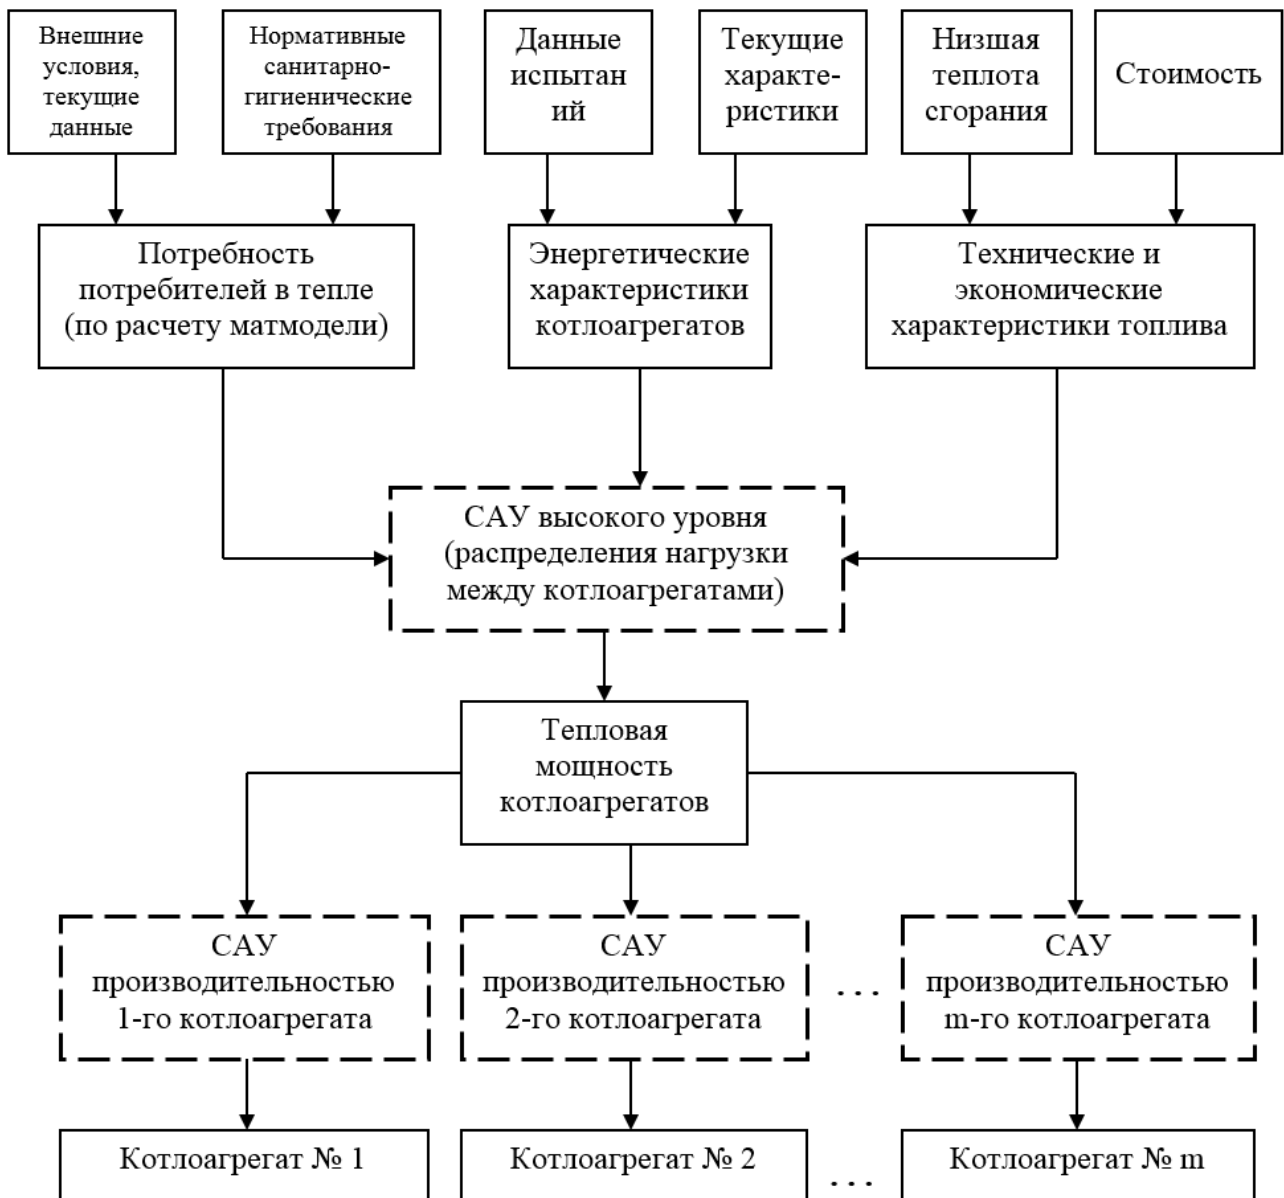 Внешние
условия,
текущие
данные
Нормативные
санитарно-
гигиенические
требования
Данные
испытан
ий
Текущие
характе-
ристики
Низшая
теплота
сгорания
Стоимость
Потребность
потребителей в тепле
(по расчету матмодели)
Энергетические
характеристики
котлоагрегатов
Технические и
экономические
характеристики топлива
САУ высокого уровня
(распределения нагрузки
между котлоагрегатами)
Тепловая
мощность
котлоагрегатов
САУ
производительностью
1-го котлоагрегата
САУ
производительностью
2-го котлоагрегата
...
САУ
производительностью
m-го котлоагрегата
Котлоагрегат № 1
Котлоагрегат № 2
...
Котлоагрегат № m